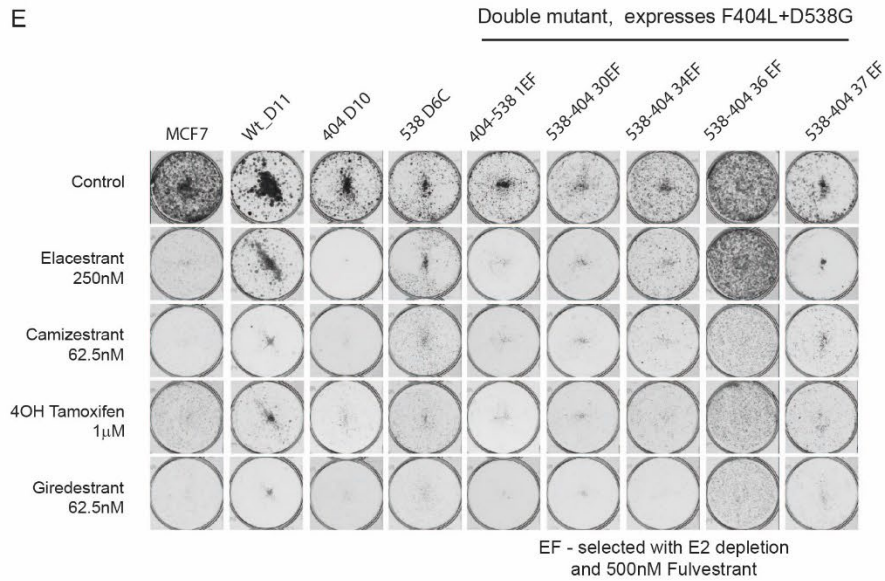 E
Double mutant, expresses F404L+D538G
MCF7
Wt_D11
404 D10
538 D6C
404-538 1EF
538-404 30EF
538-404 34EF
538-404 36 EF
538-404 37 EF
Control
Elacestrant
250nM
Camizestrant
62.5nM
4OH Tamoxifen
1μM
Giredestrant
62.5nM
EF - selected with E2 depletion
and 500nM Fulvestrant